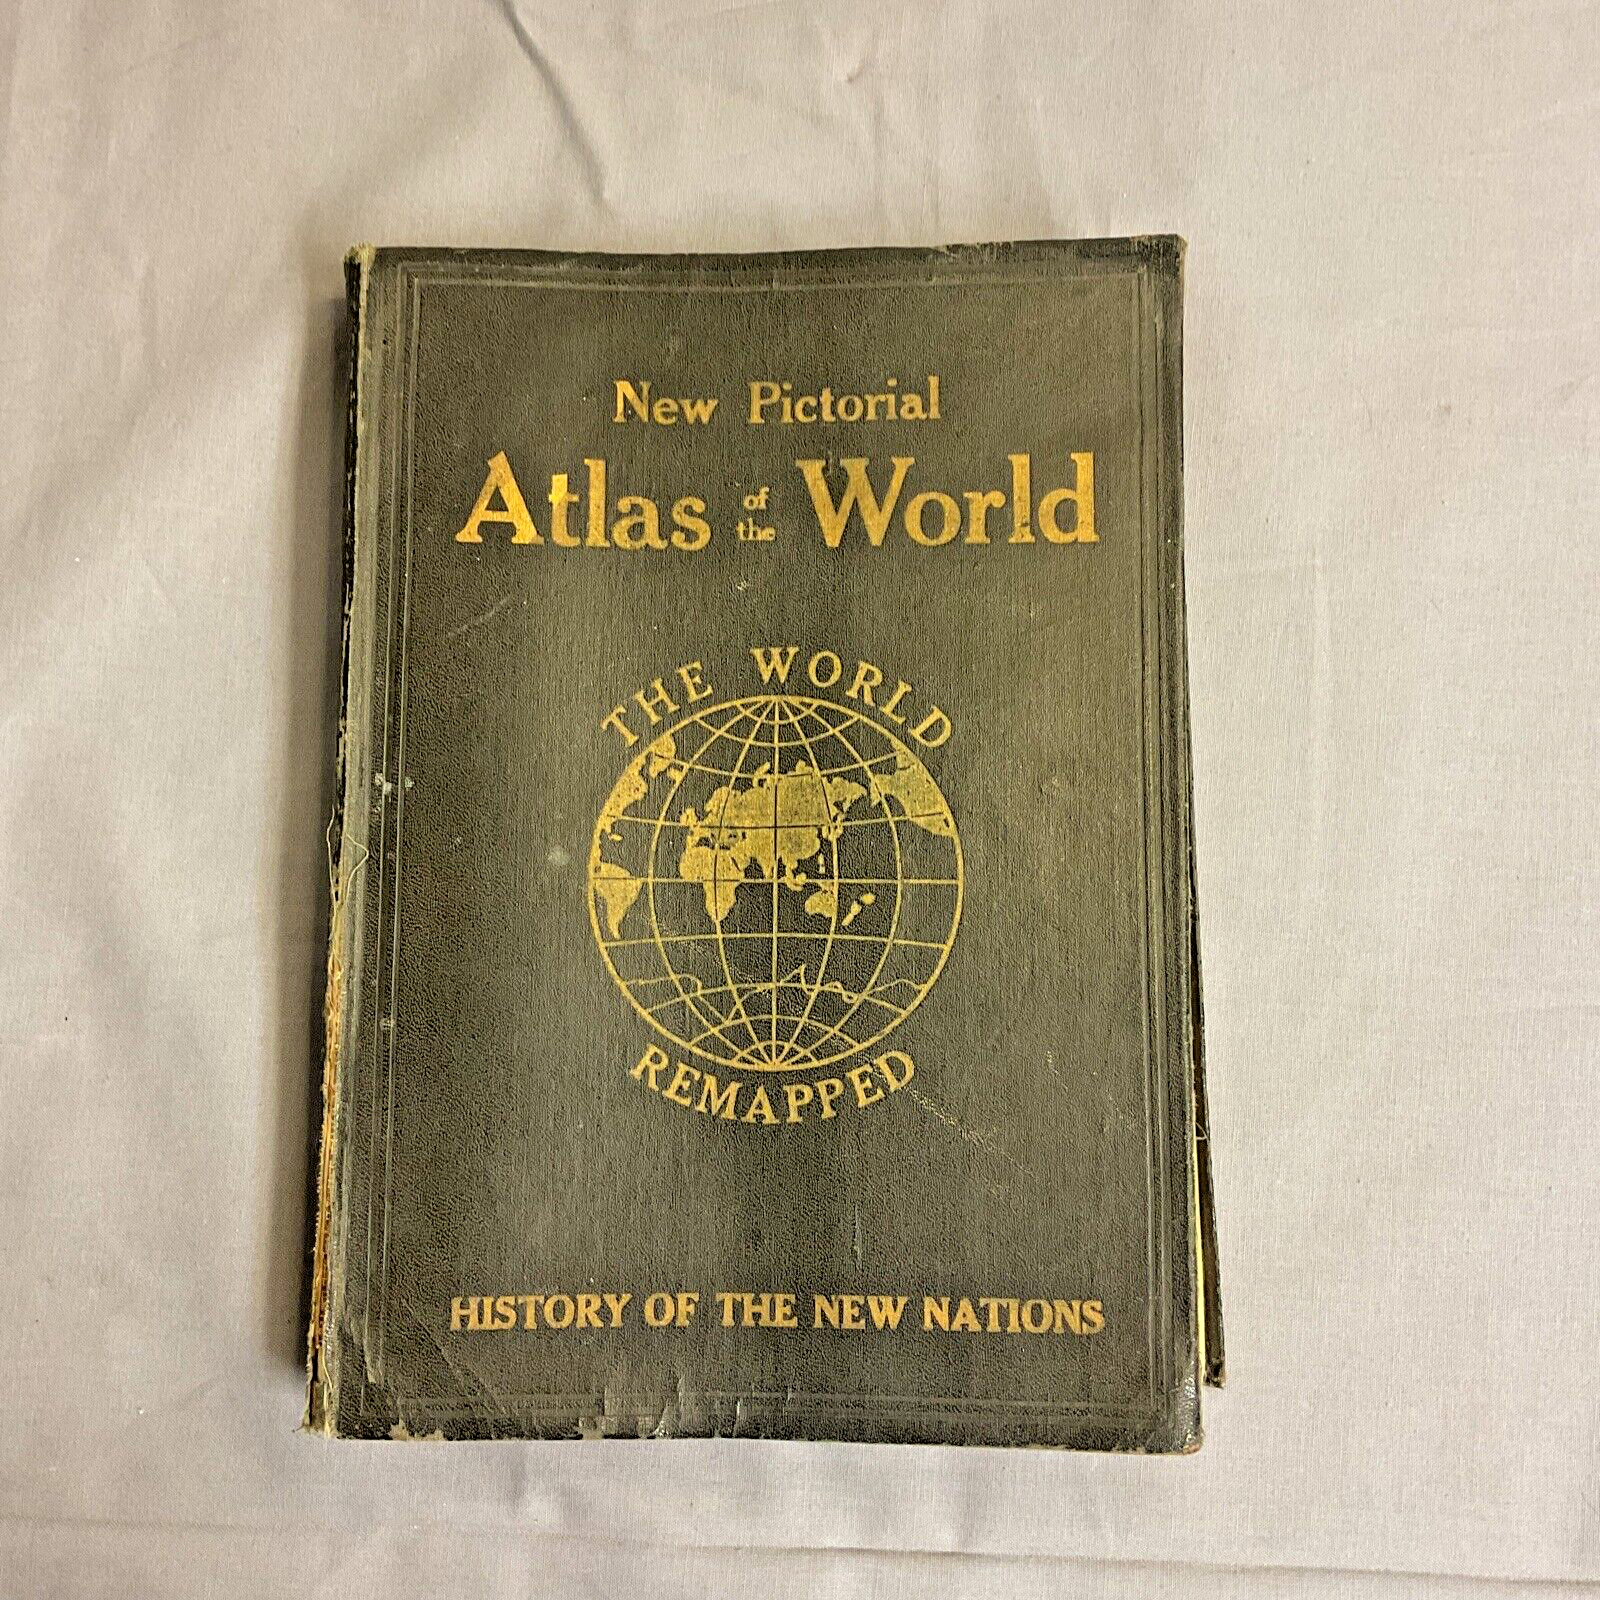 New Pictorial
Atlas of the World
THE WORLD
REMAPPED
HISTORY OF THE NEW NATIONS